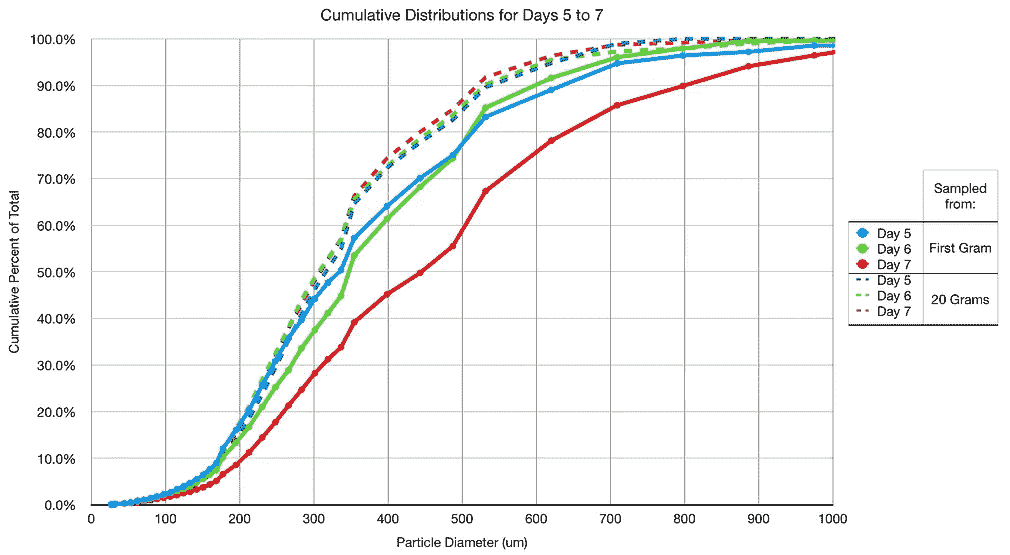 Cumulative Distributions for Days 5 to 7
Cumulative Percent of Total
100.0%
90.0%
80.0%
70.0%
60.0%
50.0%
40.0%
30.0%
20.0%
10.0%
0.0%
0 100 200 300 400 500 600 700 800 900 1000
Particle Diameter (um)
Sampled
from:
Day 5
Day 6
Day 7
First Gram
Day 5
Day 6
Day 7
20 Grams